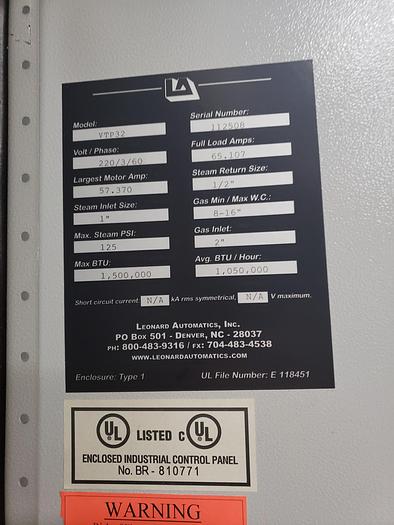 LA
Model:
VTP32
Serial Number:
112508
Volt / Phase:
220/3/60
Full Load Amps:
65.107
Largest Motor Amp:
57.370
Steam Return Size:
1/2"
Steam Inlet Size:
1"
Gas Min / Max W.C.:
8-16"
Max. Steam PSI:
125
Gas Inlet:
2"
Max BTU:
1,500,000
Avg. BTU / Hour:
1,050,000
Short circuit current, N/A kA rms symmetrical, N/A V maximum.
LEONARD AUTOMATICS, INC.
PO BOX 501 - DENVER, NC - 28037
PH: 800-483-9316 / FX: 704-483-4538
WWW.LEONARDAUTOMATICS.COM
Enclosure: Type 1 UL File Number: E 118451
UL LISTED C UL
ENCLOSED INDUSTRIAL CONTROL PANEL
No. BR - 810771
WARNING